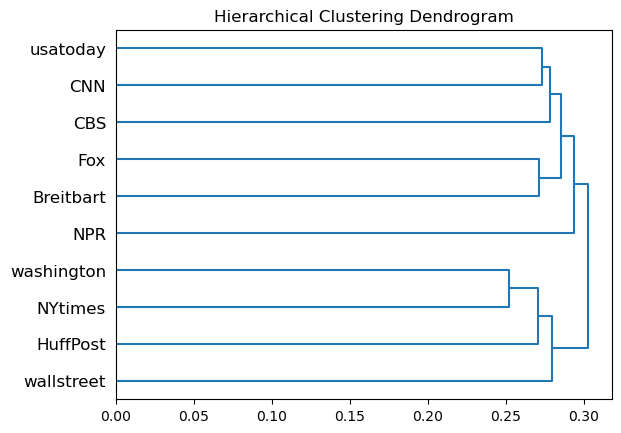 Hierarchical Clustering Dendrogram
usatoday
CNN
CBS
Fox
Breitbart
NPR
washington
NYtimes
HuffPost
wallstreet
0.00 0.05 0.10 0.15 0.20 0.25 0.30